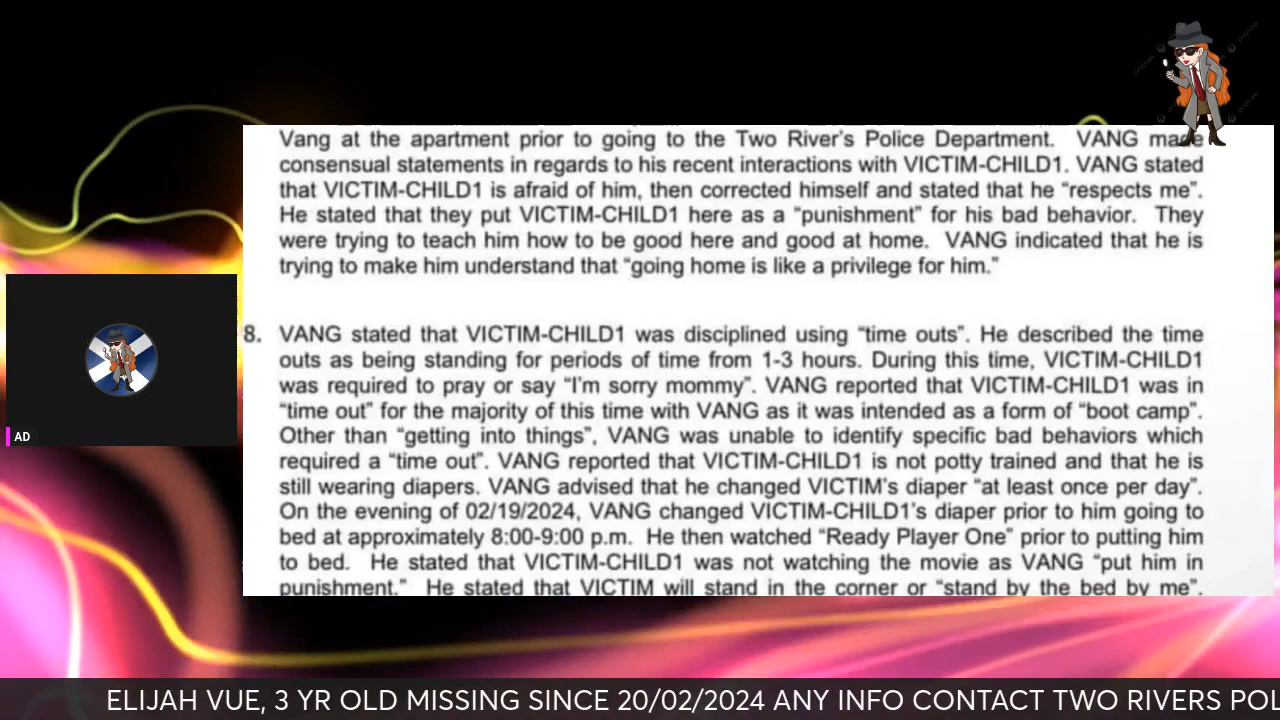 Vang at the apartment prior to going to the Two River's Police Department. VANG made
consensual statements in regards to his recent interactions with VICTIM-CHILD1. VANG stated
that VICTIM-CHILD1 is afraid of him, then corrected himself and stated that he “respects me”.
He stated that they put VICTIM-CHILD1 here as a “punishment” for his bad behavior. They
were trying to teach him how to be good here and good at home. VANG indicated that he is
trying to make him understand that “going home is like a privilege for him.”
8. VANG stated that VICTIM-CHILD1 was disciplined using “time outs”. He described the time
outs as being standing for periods of time from 1-3 hours. During this time, VICTIM-CHILD1
was required to pray or say “I'm sorry mommy”. VANG reported that VICTIM-CHILD1 was in
“time out” for the majority of this time with VANG as it was intended as a form of “boot camp”.
Other than “getting into things”, VANG was unable to identify specific bad behaviors which
required a “time out”. VANG reported that VICTIM-CHILD1 is not potty trained and that he is
still wearing diapers. VANG advised that he changed VICTIM's diaper “at least once per day”.
On the evening of 02/19/2024, VANG changed VICTIM-CHILD1's diaper prior to him going to
bed at approximately 8:00-9:00 p.m. He then watched “Ready Player One” prior to putting him
to bed. He stated that VICTIM-CHILD1 was not watching the movie as VANG “put him in
punishment.” He stated that VICTIM will stand in the corner or “stand by the bed by me”.
AD
ELIJAH VUE, 3 YR OLD MISSING SINCE 20/02/2024 ANY INFO CONTACT TWO RIVERS POL